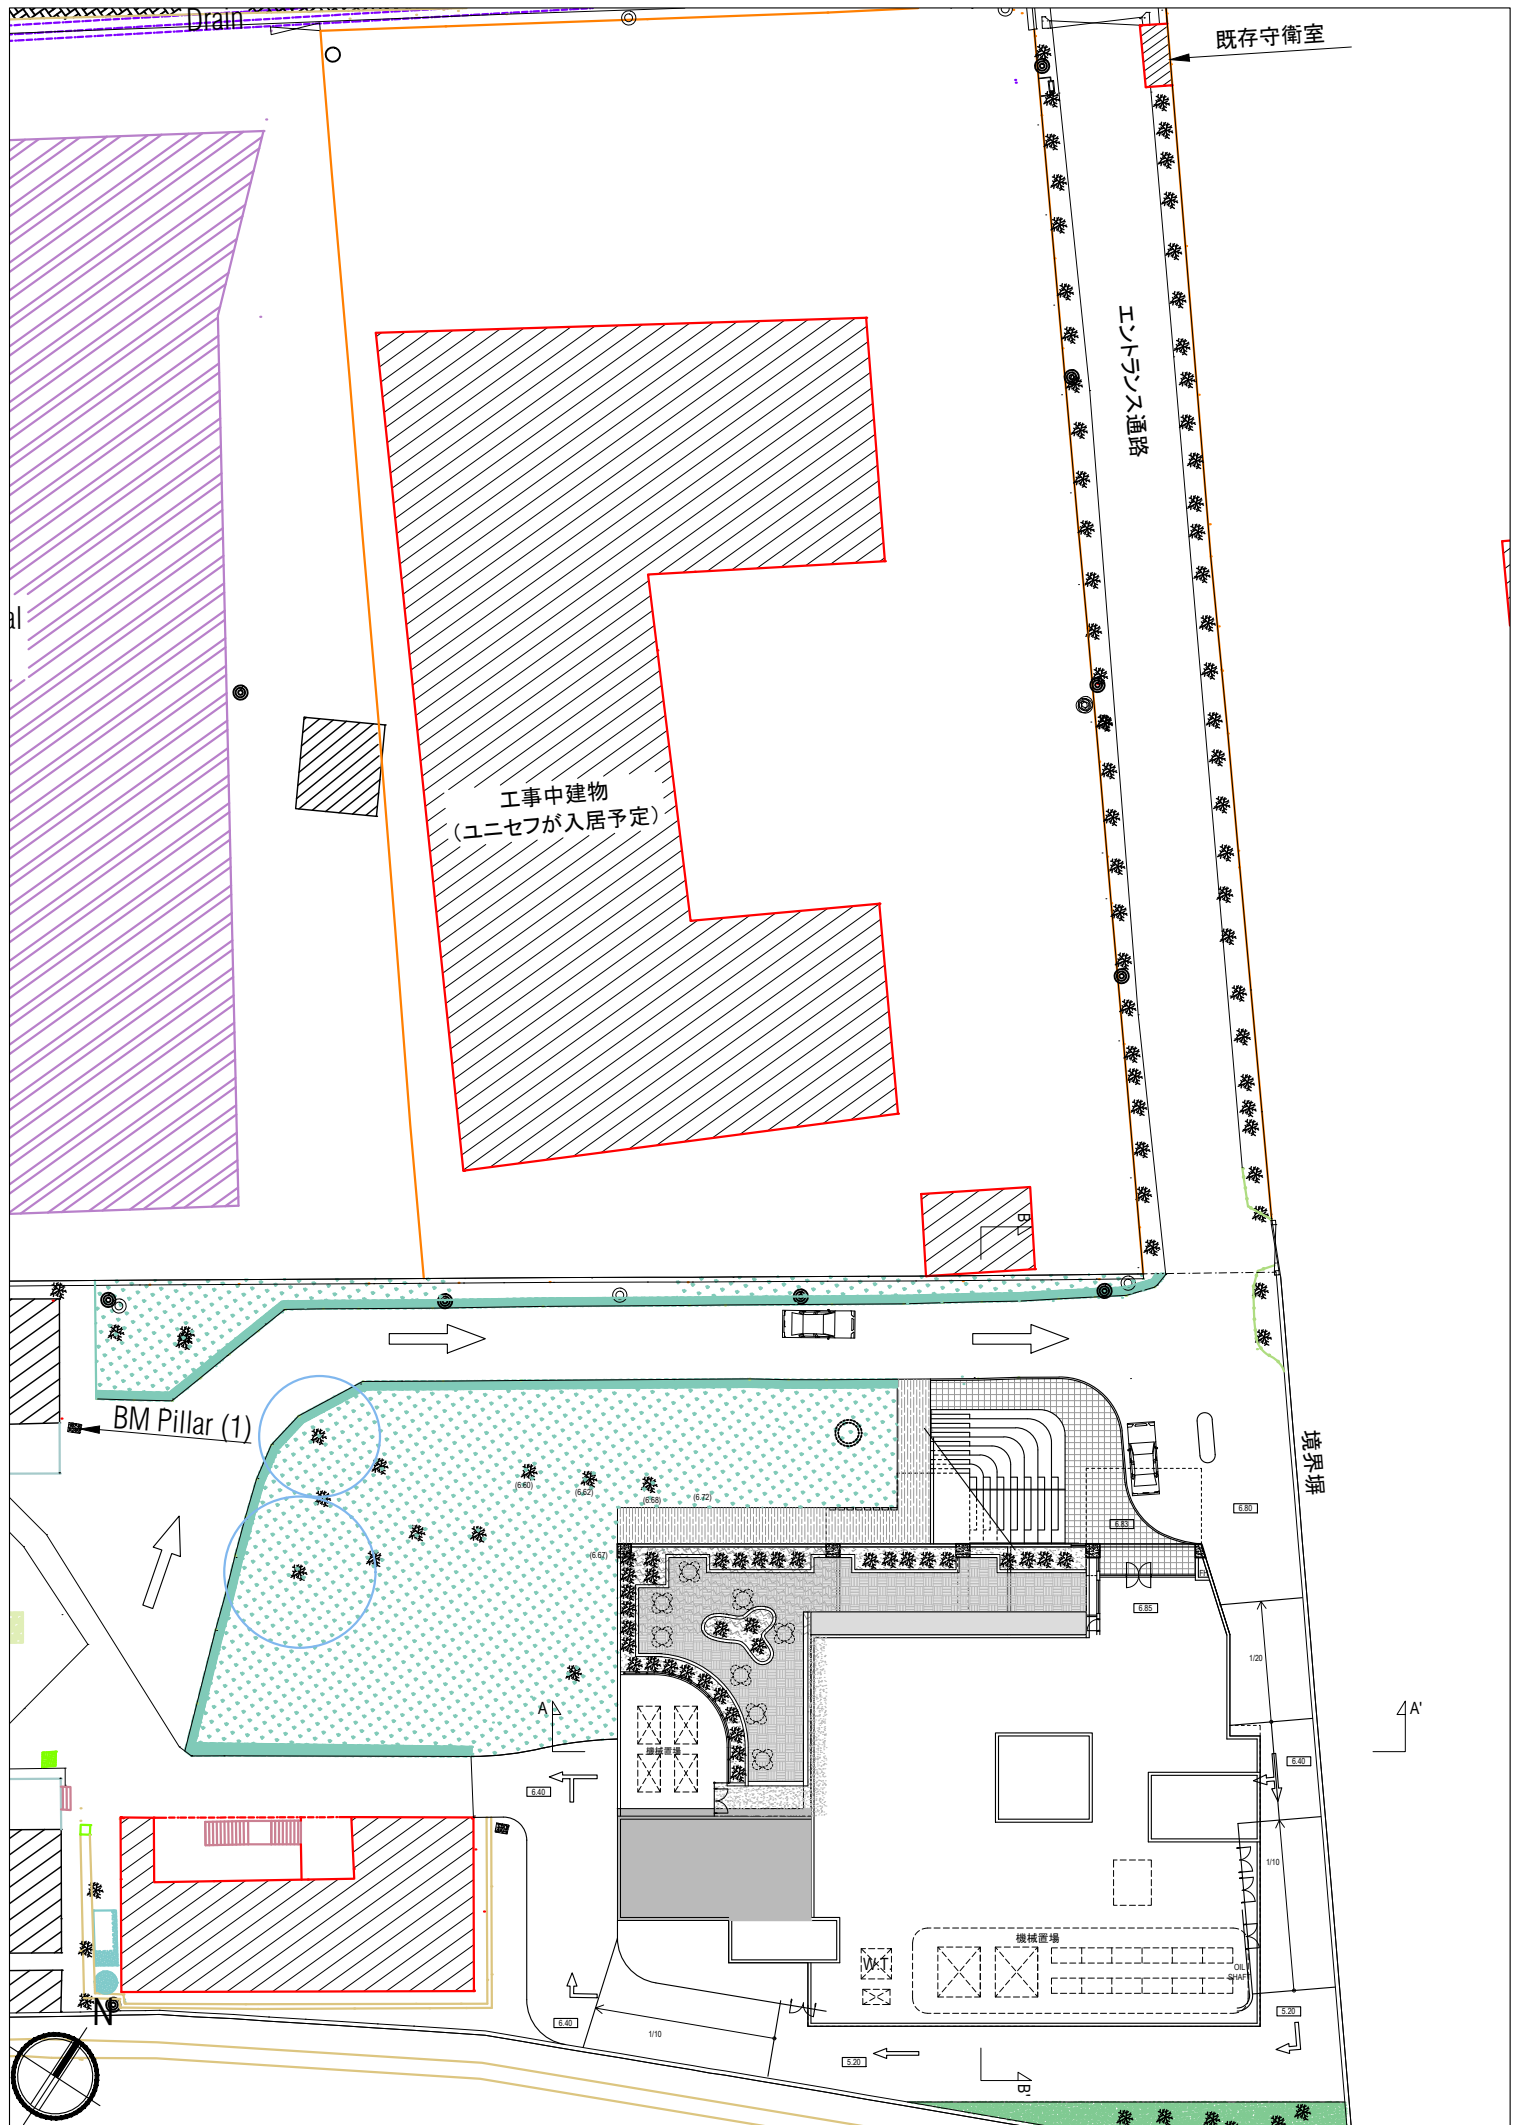 Drain
既存守衛室
エントランス通路
al
工事中建物
（ユニセフが入居予定）
B
BM Pillar (1)
境界塀
(6.60)
(6.62)
(6.68)
(6.72)
6.80
6.83
(6.67)
6.85
1/20
A
A'
機械置場
6.40
6.40
1/10
機械置場
W.T
OIL
SHAFT
N
6.40
1/10
5.20
5.20
B'